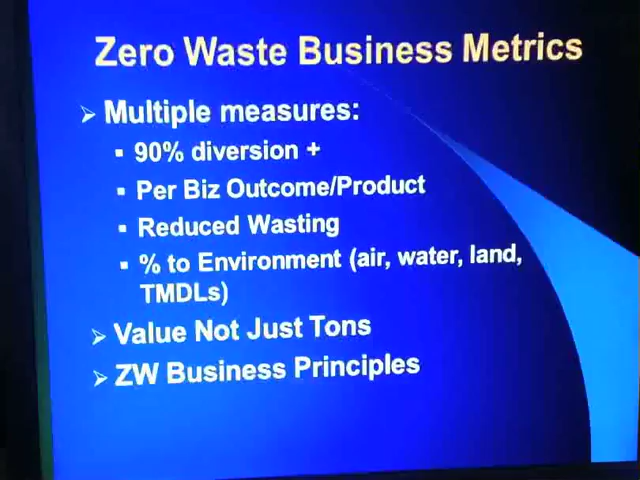 Zero Waste Business Metrics
➢ Multiple measures:
▪ 90% diversion +
▪ Per Biz Outcome/Product
▪ Reduced Wasting
▪ % to Environment (air, water, land,
TMDLs)
➢ Value Not Just Tons
➢ ZW Business Principles